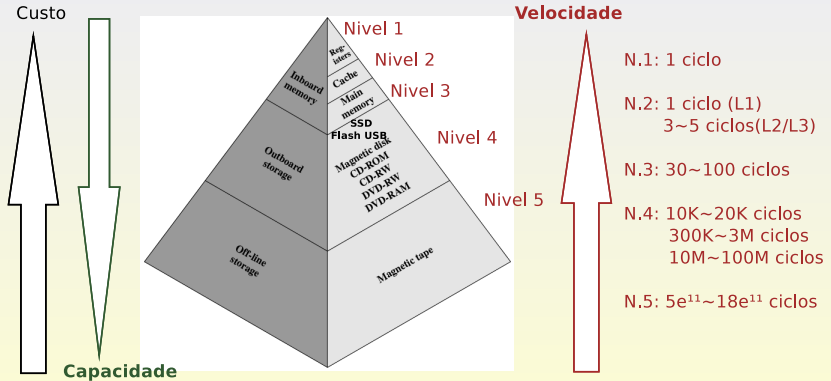 Custo
Capacidade
Inboard
memory
Outboard
storage
Off-line
storage
Reg-
isters
Cache
Main
memory
SSD
Flash USB
Magnetic disk
CD-ROM
CD-RW
DVD-RW
DVD-RAM
Magnetic tape
Nivel 1
Nivel 2
Nivel 3
Nivel 4
Nivel 5
Velocidade
N.1: 1 ciclo
N.2: 1 ciclo (L1)
3~5 ciclos(L2/L3)
N.3: 30~100 ciclos
N.4: 10K~20K ciclos
300K~3M ciclos
10M~100M ciclos
N.5: 5e¹¹~18e¹¹ ciclos